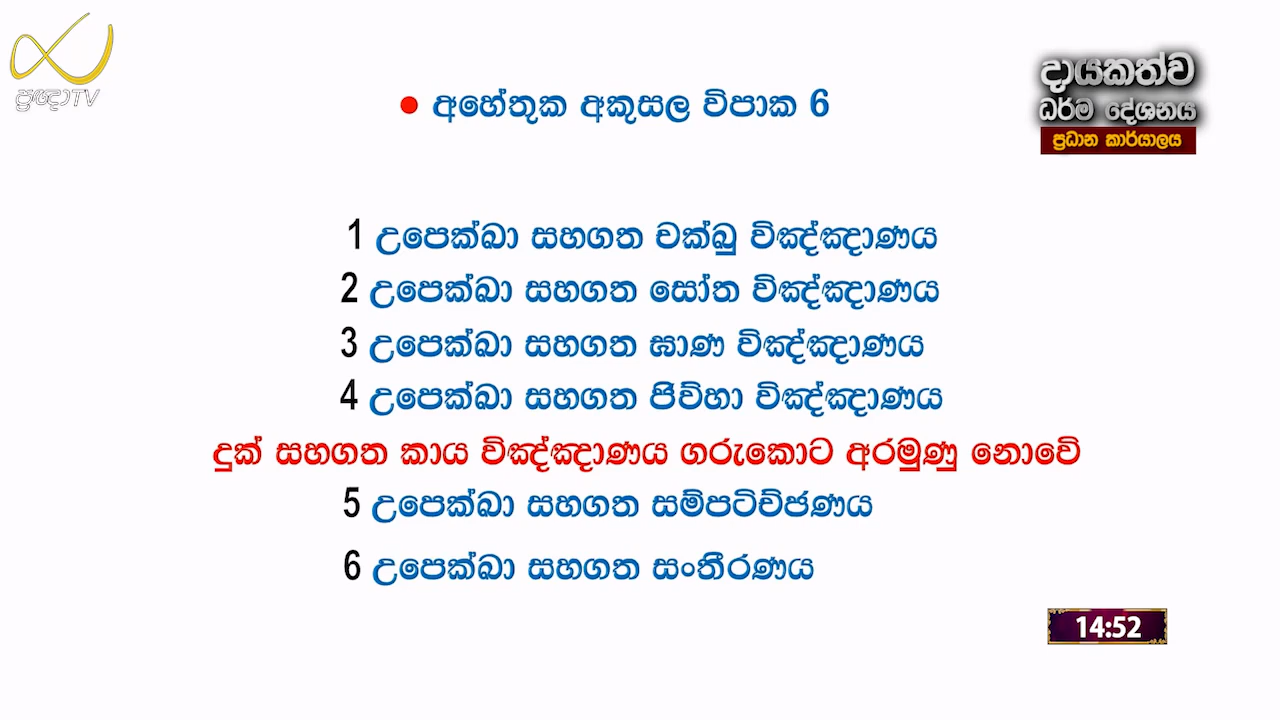 ප්‍රඥාTV
දායකත්ව
ධර්ම දේශනය
ප්‍රධාන කාර්යාලය
● අහේතුක අකුසල විපාක 6
1 උපෙක්ඛා සහගත චක්ඛු විඤ්ඤාණය
2 උපෙක්ඛා සහගත සෝත විඤ්ඤාණය
3 උපෙක්ඛා සහගත ඝාණ විඤ්ඤාණය
4 උපෙක්ඛා සහගත ජිව්හා විඤ්ඤාණය
දුක් සහගත කාය විඤ්ඤාණය ගරුකොට අරමුණු නොවේ
5 උපෙක්ඛා සහගත සම්පටිච්ජණය
6 උපෙක්ඛා සහගත සංතීරණය
14:52